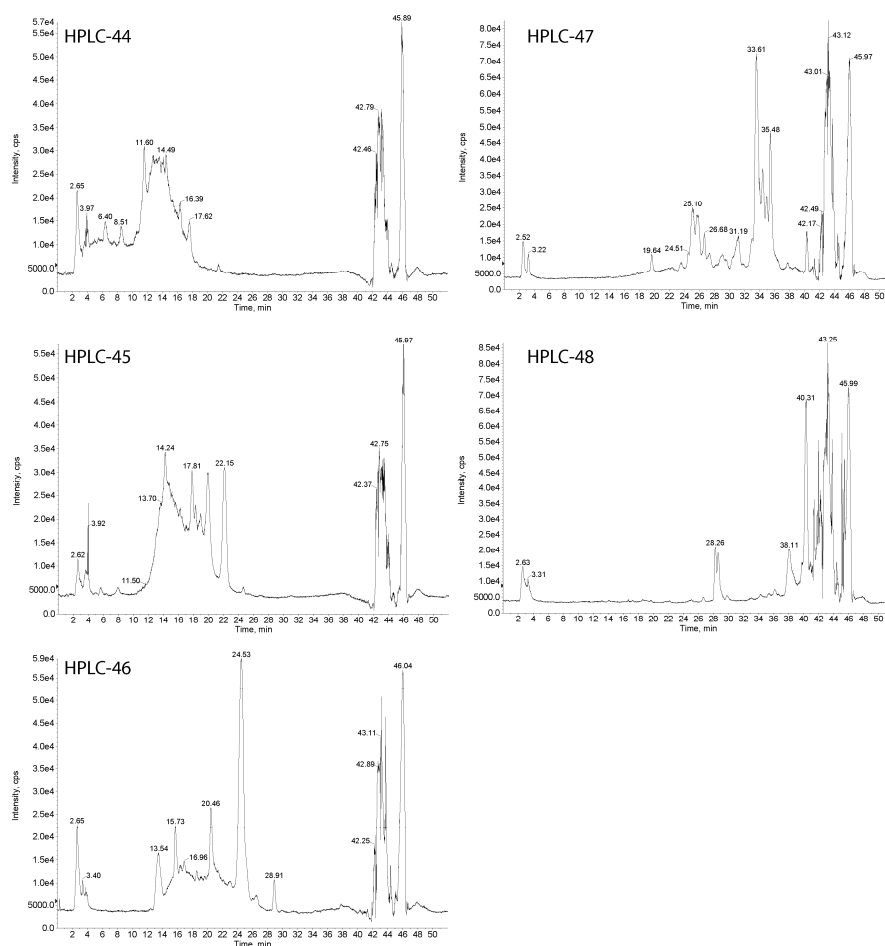 HPLC-44
5.7e4
5.0e4
4.5e4
4.0e4
3.5e4
3.0e4
2.5e4
2.0e4
1.5e4
1.0e4
5000.0
0.0
Intensity, cps
2.65
3.97
6.40
8.51
11.60
14.49
16.39
17.62
42.46
42.79
45.89
2 4 6 8 10 12 14 16 18 20 22 24 26 28 30 32 34 36 38 40 42 44 46 48 50
Time, min
HPLC-47
8.0e4
7.5e4
7.0e4
6.5e4
6.0e4
5.5e4
5.0e4
4.5e4
4.0e4
3.5e4
3.0e4
2.5e4
2.0e4
1.5e4
1.0e4
5000.0
0.0
Intensity, cps
2.52
3.22
19.64
24.51
25.10
26.68
31.19
33.61
35.48
42.17
42.49
43.01
43.12
45.97
2 4 6 8 10 12 14 16 18 20 22 24 26 28 30 32 34 36 38 40 42 44 46 48 50
Time, min
HPLC-45
5.5e4
5.0e4
4.5e4
4.0e4
3.5e4
3.0e4
2.5e4
2.0e4
1.5e4
1.0e4
5000.0
0.0
Intensiry, cps
2.62
3.92
11.50
13.70
14.24
17.81
22.15
42.37
42.75
2 4 6 8 10 12 14 16 18 20 22 24 26 28 30 32 34 36 38 40 42 44 46 48 50
Time, min
HPLC-48
8.5e4
8.0e4
7.5e4
7.0e4
6.5e4
6.0e4
5.5e4
5.0e4
4.5e4
4.0e4
3.5e4
3.0e4
2.5e4
2.0e4
1.5e4
1.0e4
5000.0
0.0
Intensity, cps
2.63
3.31
28.26
38.11
40.31
43.25
45.99
2 4 6 8 10 12 14 16 18 20 22 24 26 28 30 32 34 36 38 40 42 44 46 48 50
Time, min
HPLC-46
5.9e4
5.5e4
5.0e4
4.5e4
4.0e4
3.5e4
3.0e4
2.5e4
2.0e4
1.5e4
1.0e4
5000.0
0.0
Intensity, cps
2.65
3.40
13.54
15.73
16.96
20.46
24.53
28.91
42.25
42.89
43.11
46.04
2 4 6 8 10 12 14 16 18 20 22 24 26 28 30 32 34 36 38 40 42 44 46 48 50
Time, min